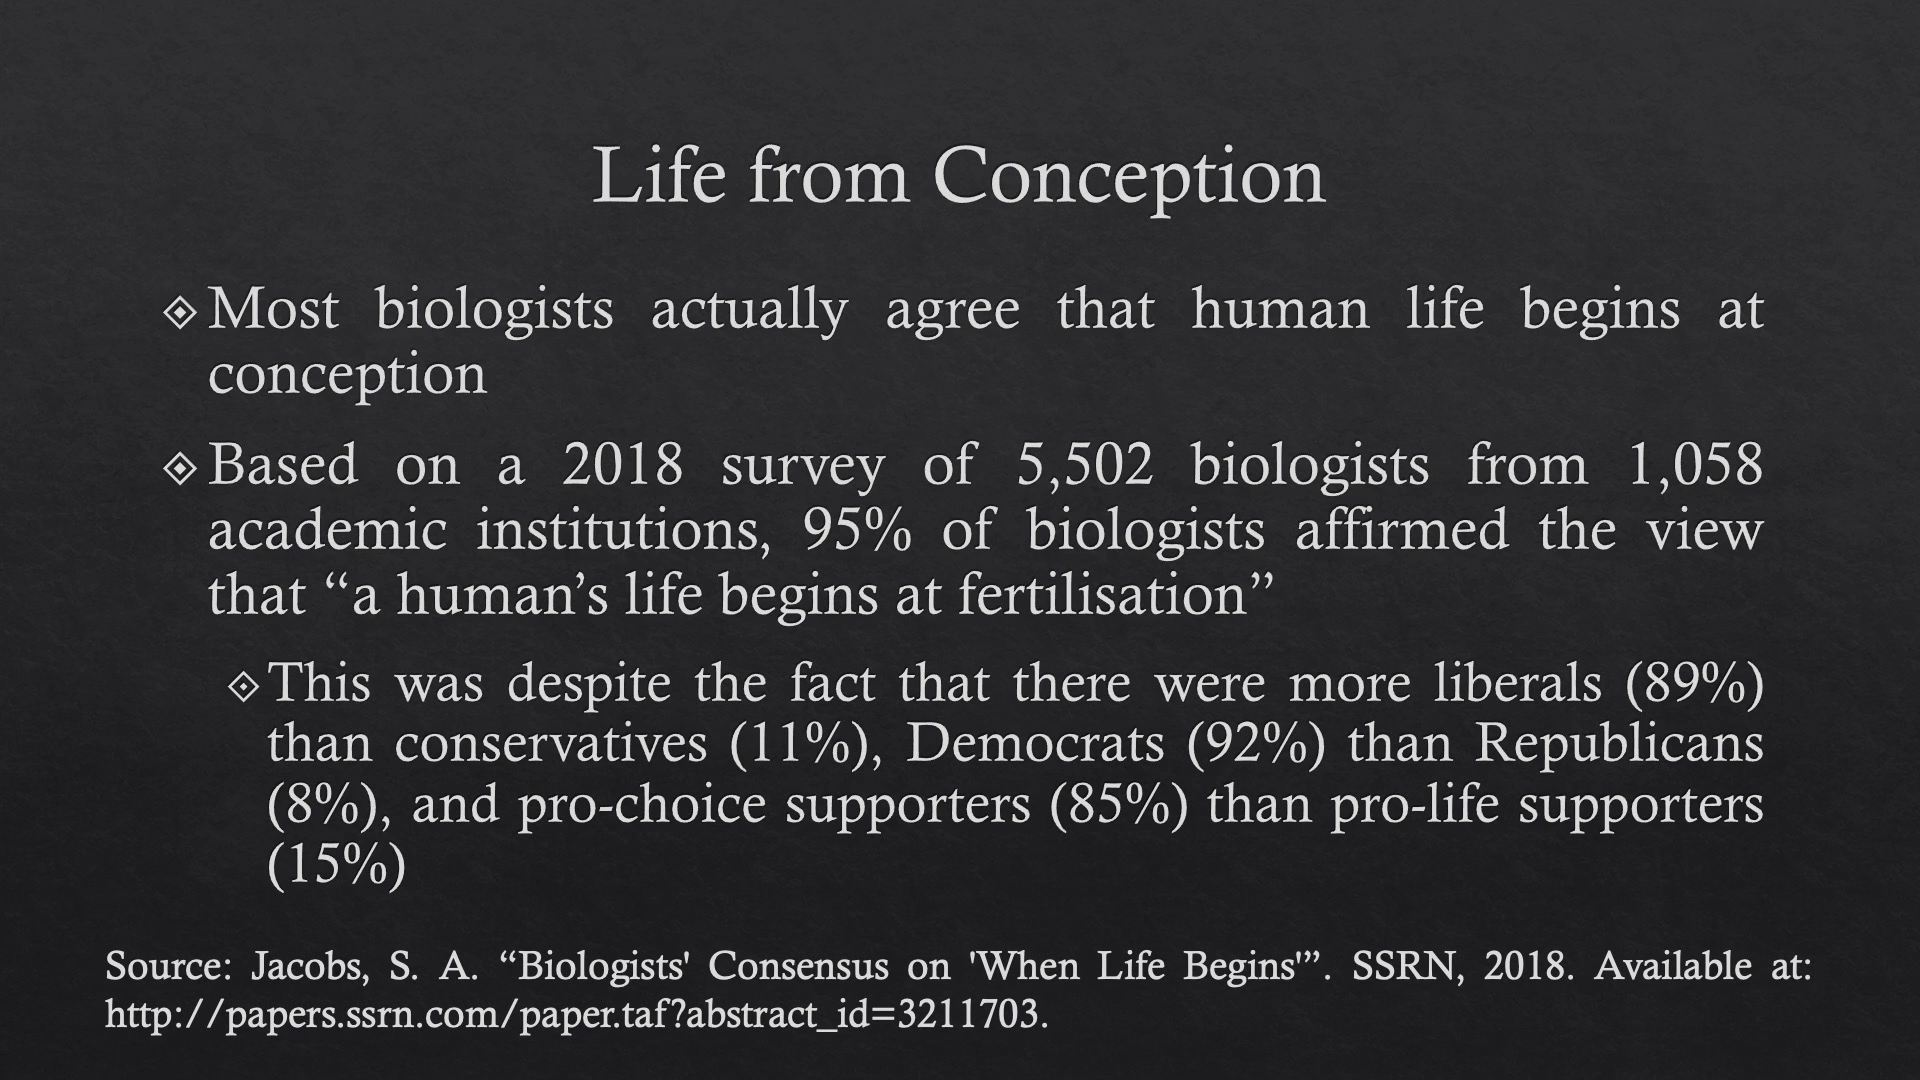 Life from Conception
Most biologists actually agree that human life begins at
conception
Based on a 2018 survey of 5,502 biologists from 1,058
academic institutions, 95% of biologists affirmed the view
that “a human’s life begins at fertilisation”
This was despite the fact that there were more liberals (89%)
than conservatives (11%), Democrats (92%) than Republicans
(8%), and pro-choice supporters (85%) than pro-life supporters
(15%)
Source: Jacobs, S. A. “Biologists' Consensus on 'When Life Begins'”. SSRN, 2018. Available at:
http://papers.ssrn.com/paper.taf?abstract_id=3211703.